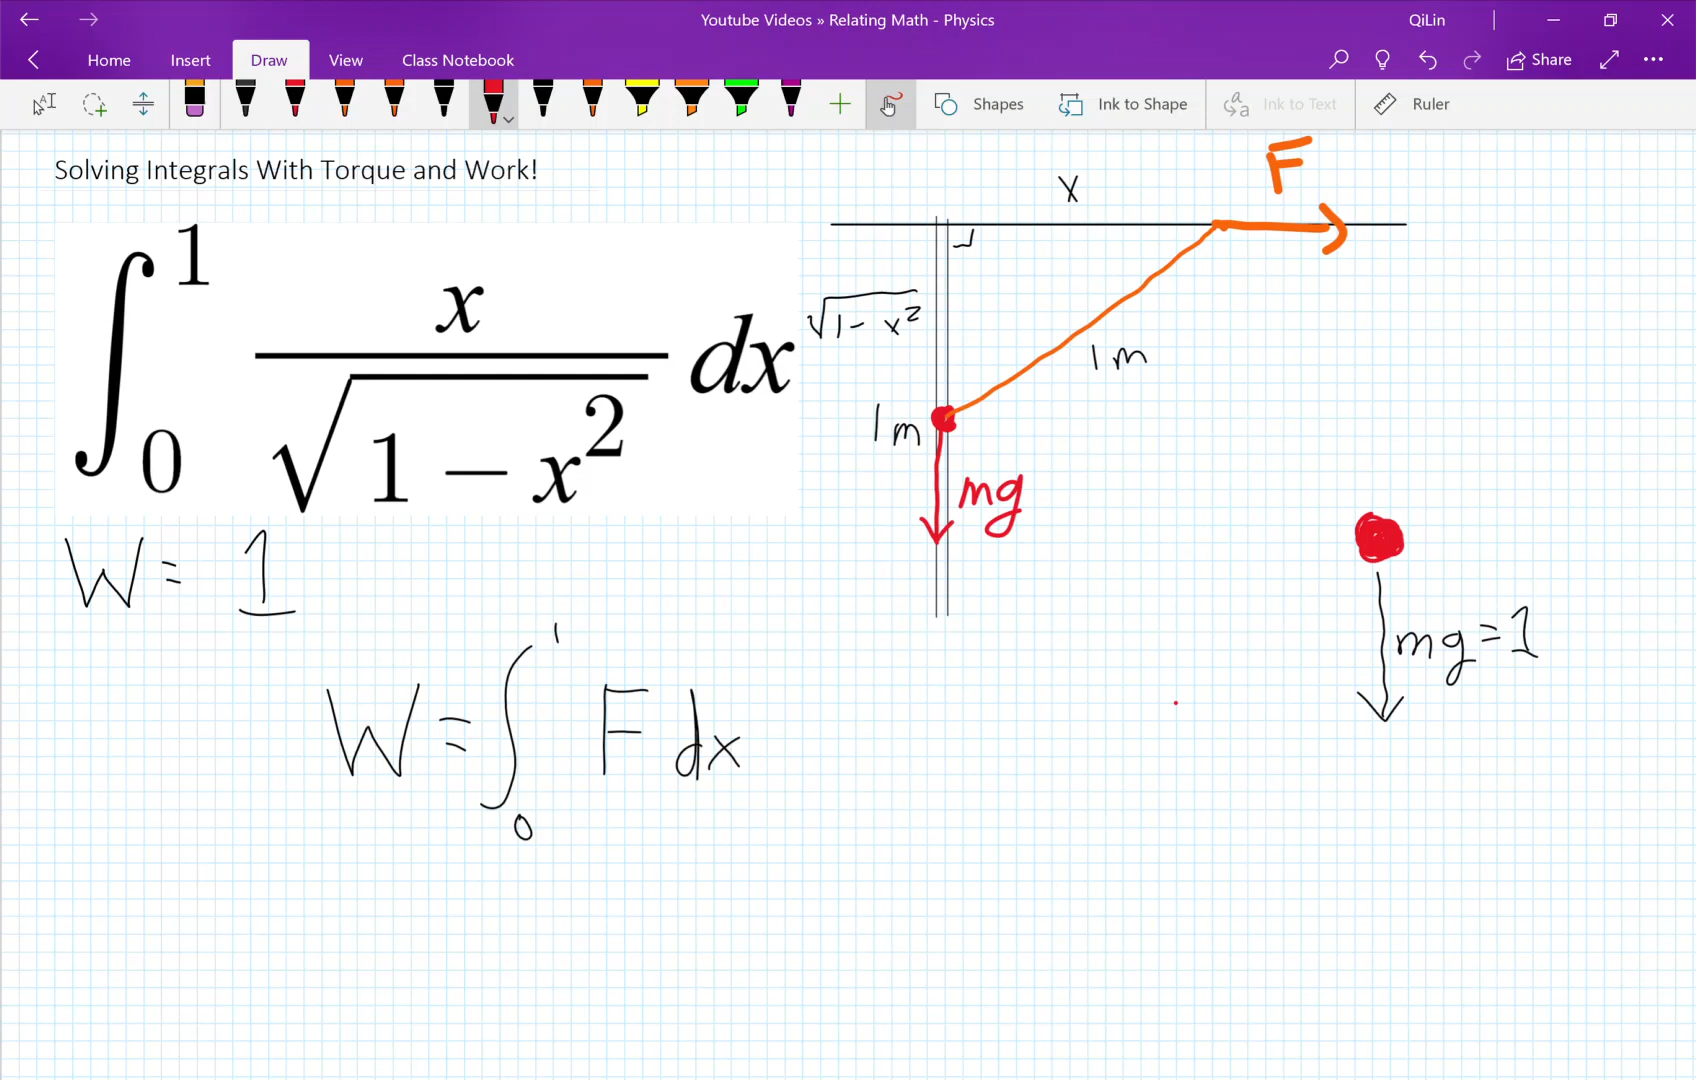 Youtube Videos » Relating Math - Physics
QiLin
Home Insert Draw View Class Notebook
Share
Shapes
Ink to Shape
Ink to Text
Ruler
Solving Integrals With Torque and Work!
∫₀¹ x/√(1 − x²) dx
W = 1
W = ∫₀¹ F dx
F
x
√(1 - x²)
1m
1m
mg
mg = 1